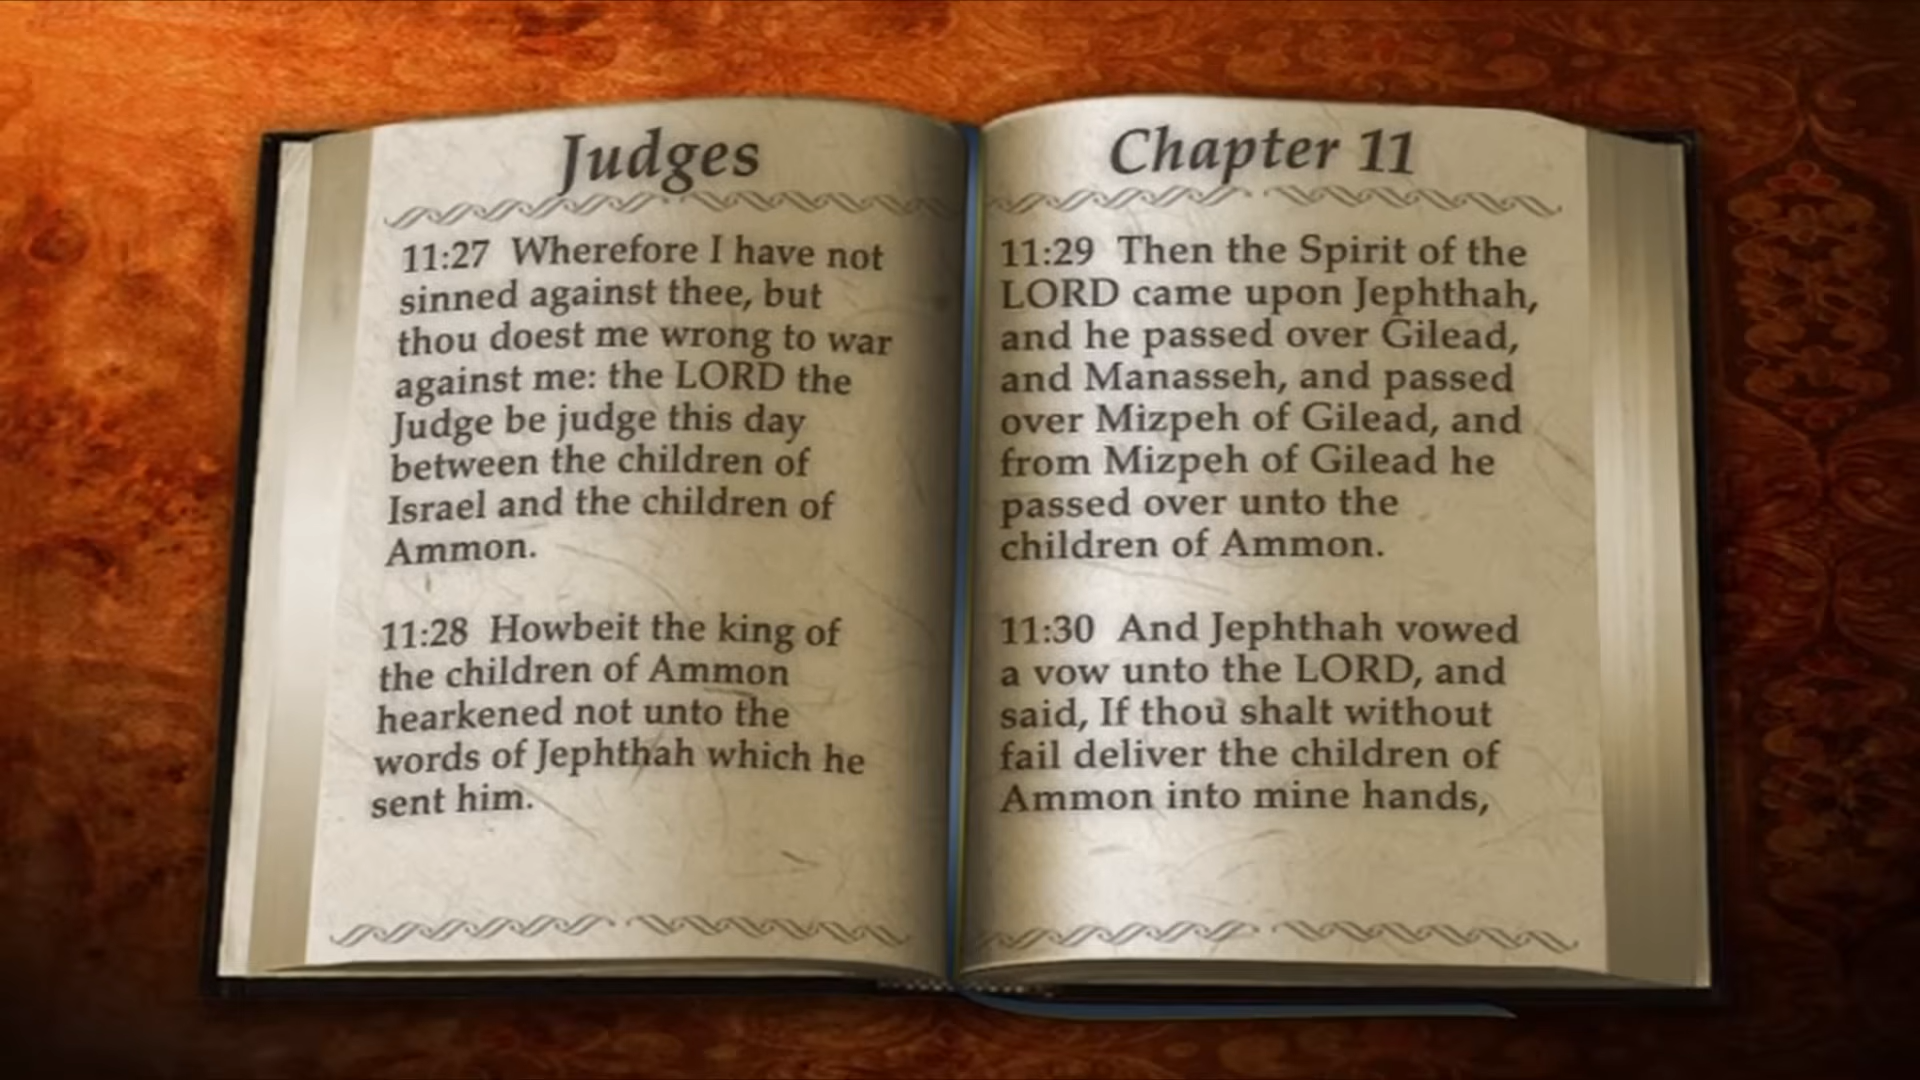 Judges
11:27 Wherefore I have not
sinned against thee, but
thou doest me wrong to war
against me: the LORD the
Judge be judge this day
between the children of
Israel and the children of
Ammon.
11:28 Howbeit the king of
the children of Ammon
hearkened not unto the
words of Jephthah which he
sent him.
Chapter 11
11:29 Then the Spirit of the
LORD came upon Jephthah,
and he passed over Gilead,
and Manasseh, and passed
over Mizpeh of Gilead, and
from Mizpeh of Gilead he
passed over unto the
children of Ammon.
11:30 And Jephthah vowed
a vow unto the LORD, and
said, If thou shalt without
fail deliver the children of
Ammon into mine hands,